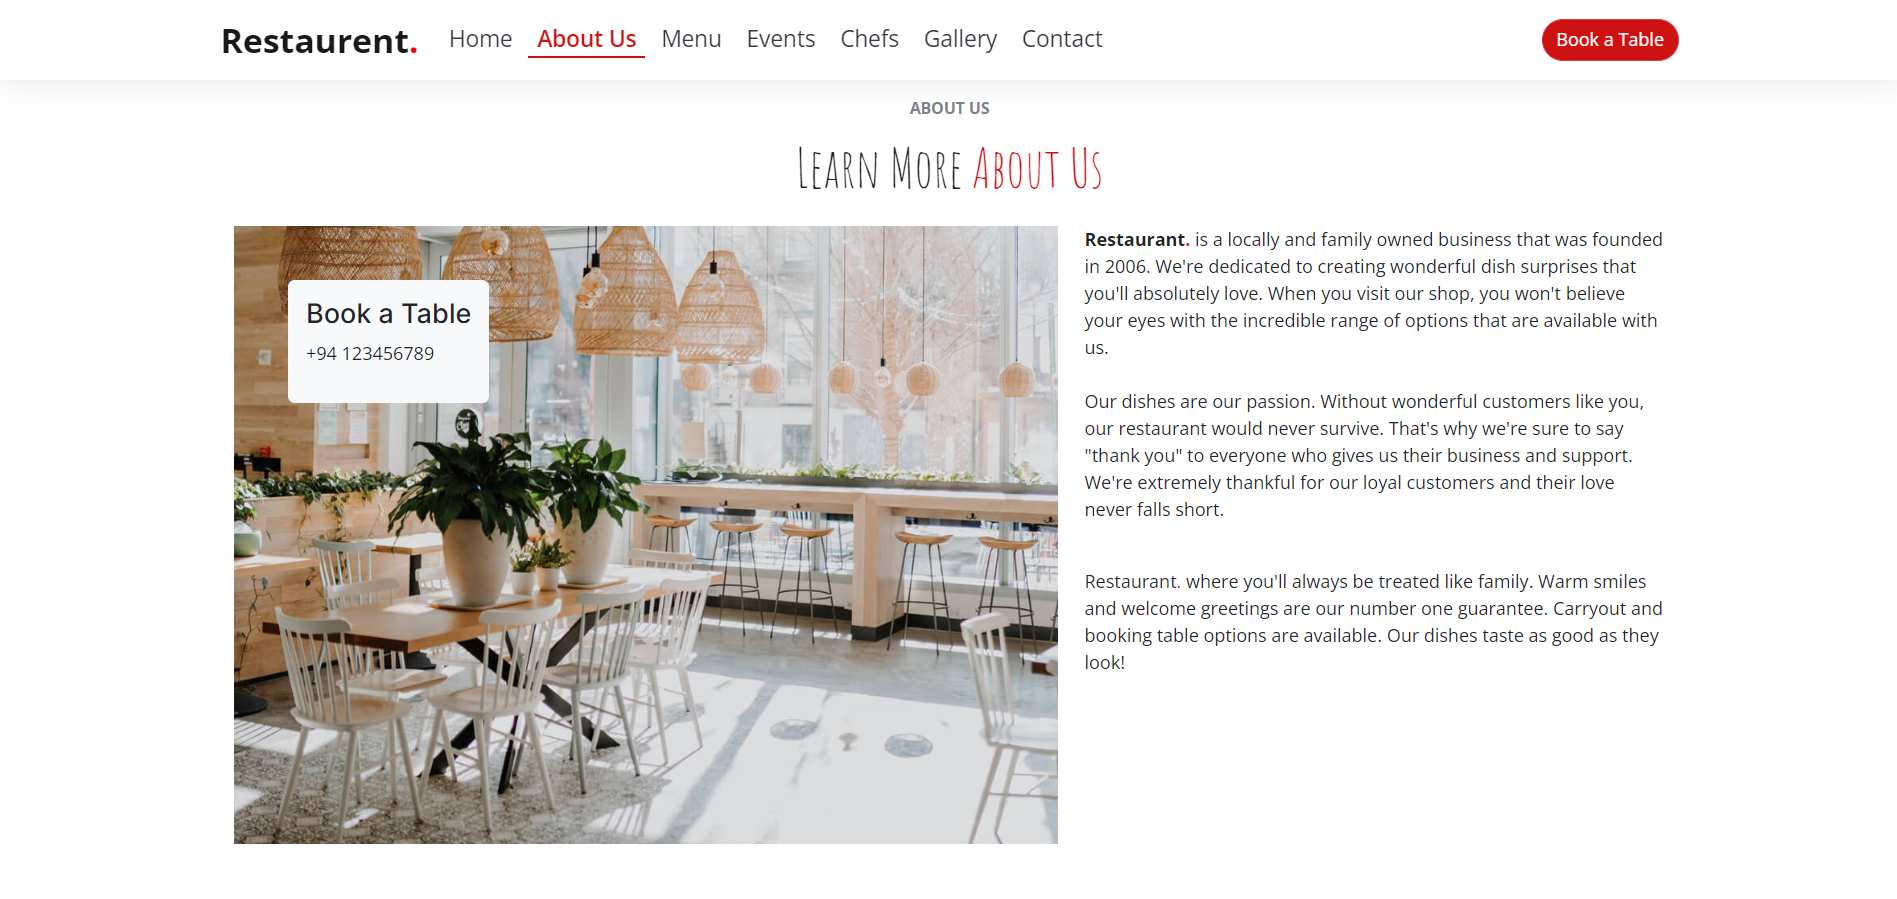 Restaurent. Home About Us Menu Events Chefs Gallery Contact Book a Table
ABOUT US
Learn More About Us
Book a Table
+94 123456789
Restaurant. is a locally and family owned business that was founded
in 2006. We're dedicated to creating wonderful dish surprises that
you'll absolutely love. When you visit our shop, you won't believe
your eyes with the incredible range of options that are available with
us.
Our dishes are our passion. Without wonderful customers like you,
our restaurant would never survive. That's why we're sure to say
"thank you" to everyone who gives us their business and support.
We're extremely thankful for our loyal customers and their love
never falls short.
Restaurant. where you'll always be treated like family. Warm smiles
and welcome greetings are our number one guarantee. Carryout and
booking table options are available. Our dishes taste as good as they
look!